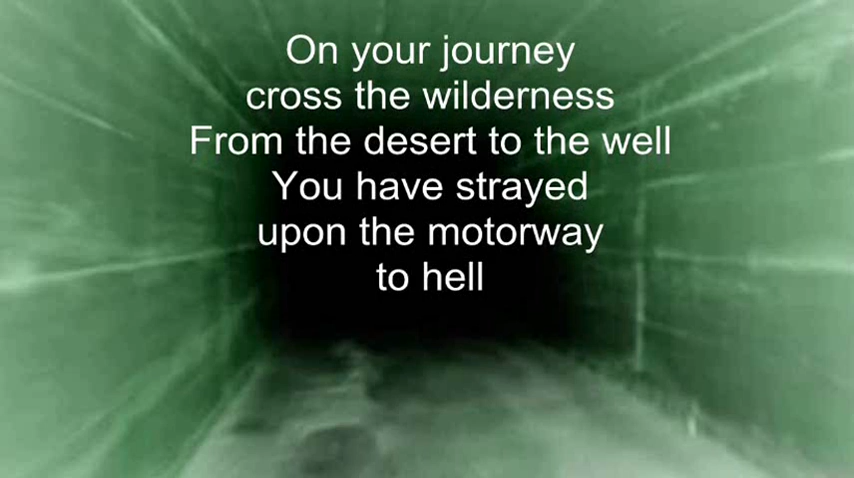 On your journey
cross the wilderness
From the desert to the well
You have strayed
upon the motorway
to hell